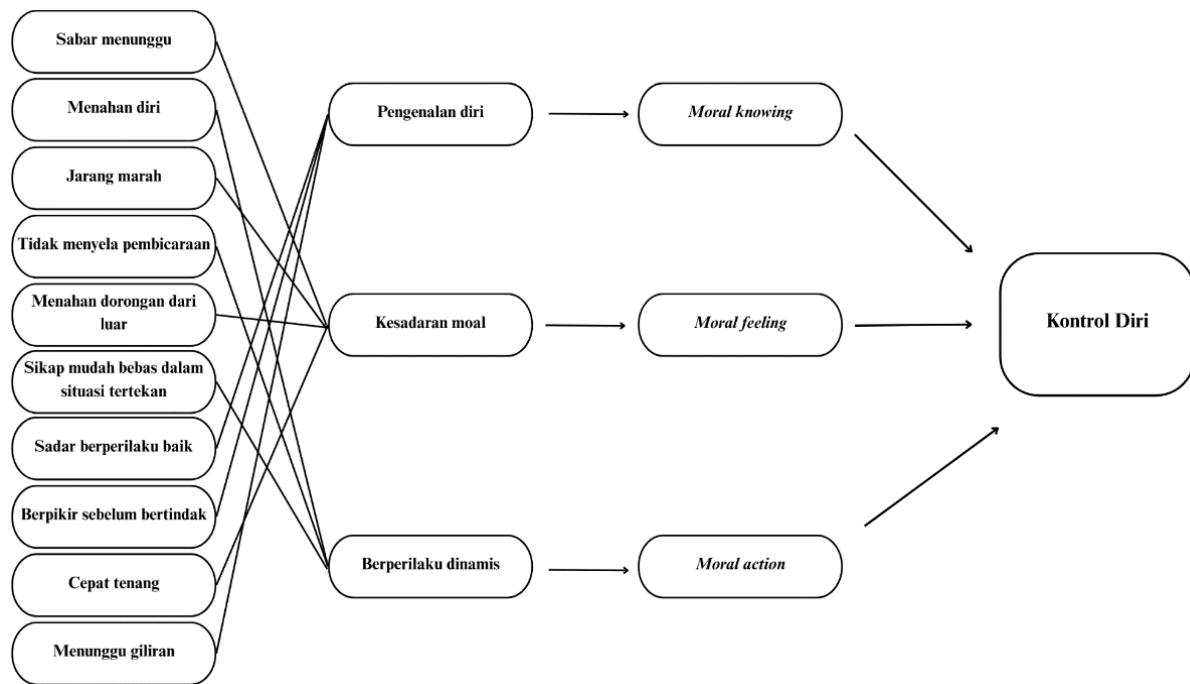 Sabar menunggu
Menahan diri
Jarang marah
Tidak menyela pembicaraan
Menahan dorongan dari
luar
Sikap mudah bebas dalam
situasi tertekan
Sadar berperilaku baik
Berpikir sebelum bertindak
Cepat tenang
Menunggu giliran
Pengenalan diri
Kesadaran moal
Berperilaku dinamis
Moral knowing
Moral feeling
Moral action
Kontrol Diri